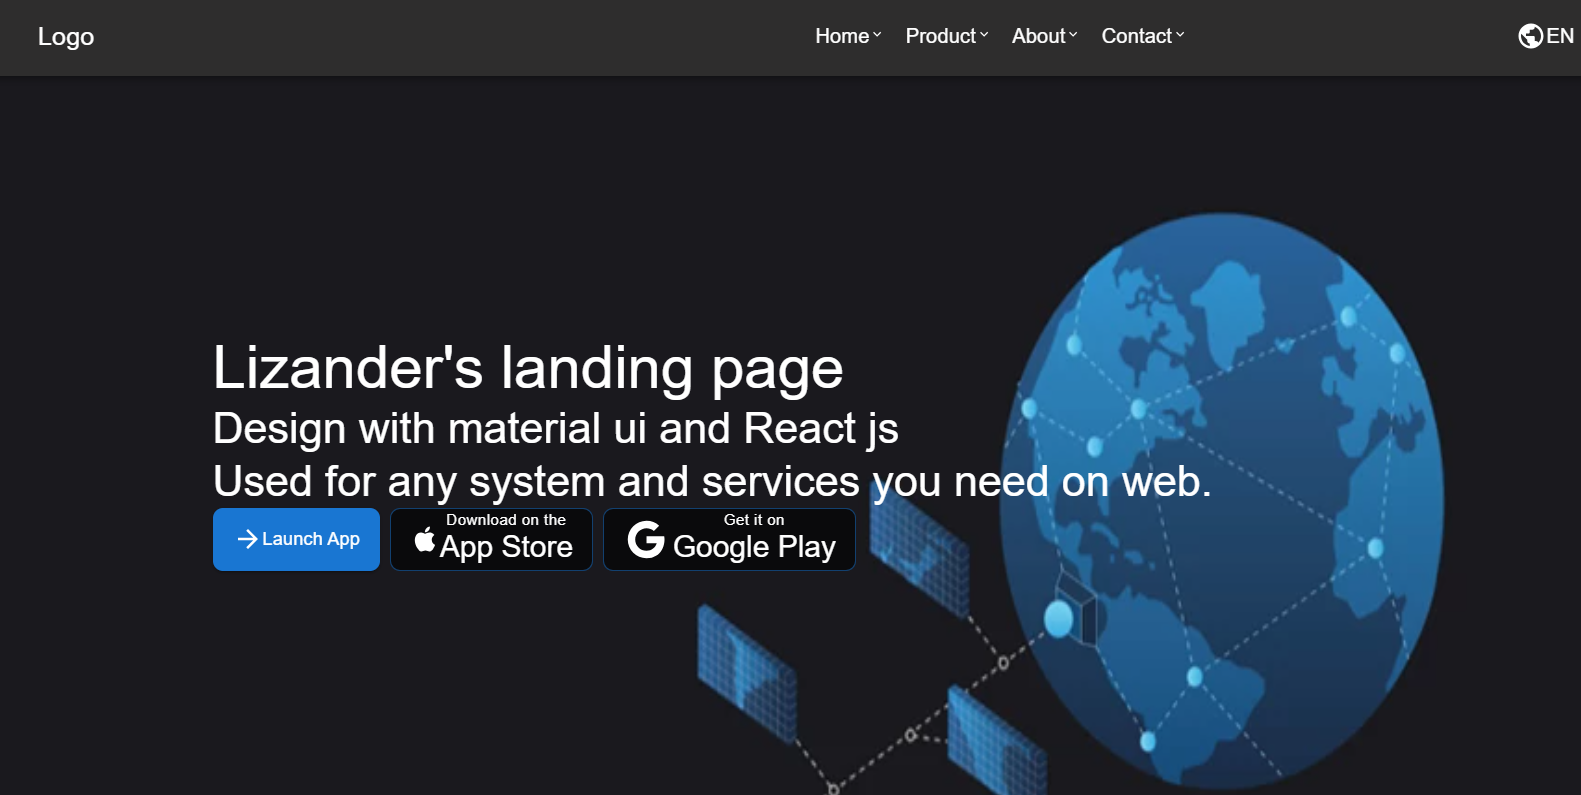 Logo
Home
Product
About
Contact
EN
Lizander's landing page
Design with material ui and React js
Used for any system and services you need on web.
Launch App
Download on the
App Store
Get it on
Google Play